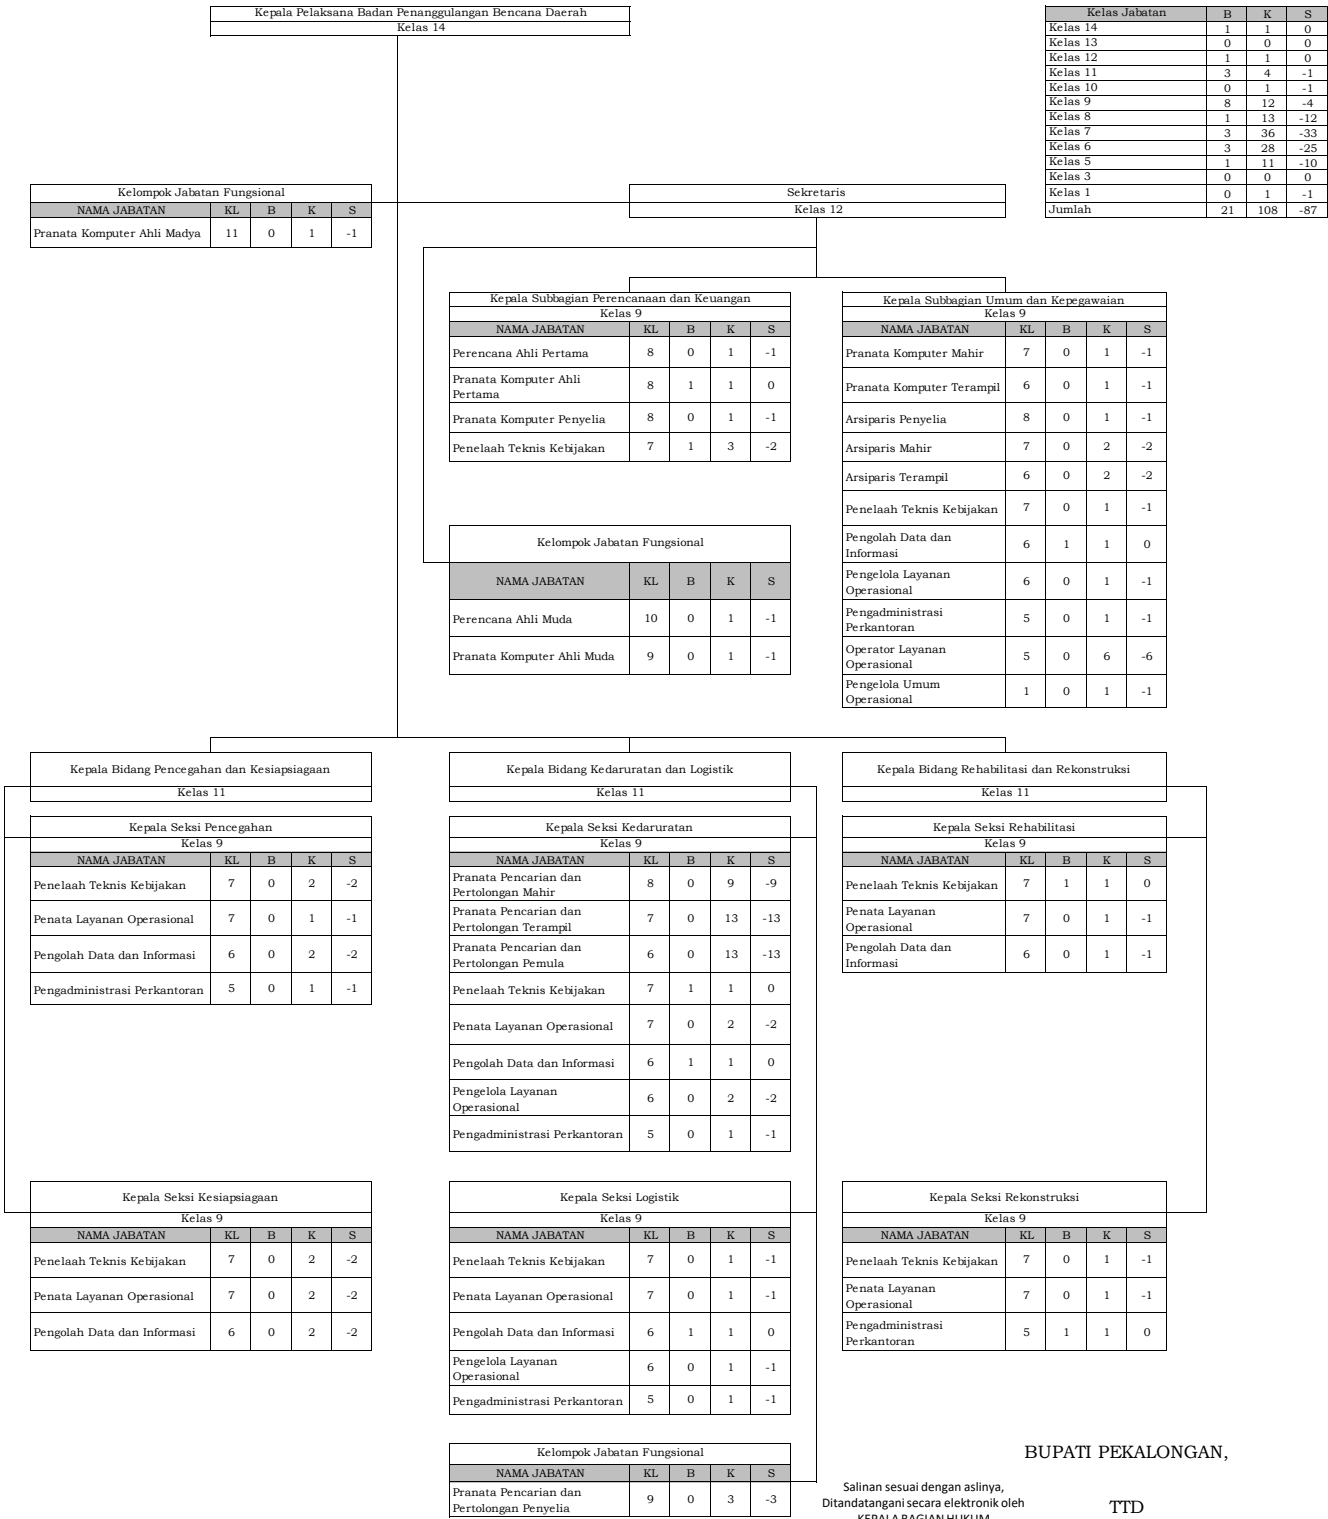 Kepala Pelaksana Badan Penanggulangan Bencana Daerah
Kelas 14
Kelas Jabatan B K S
Kelas 14 1 1 0
Kelas 13 0 0 0
Kelas 12 1 1 0
Kelas 11 3 4 -1
Kelas 10 0 1 -1
Kelas 9 8 12 -4
Kelas 8 1 13 -12
Kelas 7 3 36 -33
Kelas 6 3 28 -25
Kelas 5 1 11 -10
Kelas 3 0 0 0
Kelas 1 0 1 -1
Jumlah 21 108 -87
Kelompok Jabatan Fungsional
NAMA JABATAN KL B K S
Pranata Komputer Ahli Madya 11 0 1 -1
Sekretaris
Kelas 12
Kepala Subbagian Perencanaan dan Keuangan
Kelas 9
NAMA JABATAN KL B K S
Perencana Ahli Pertama 8 0 1 -1
Pranata Komputer Ahli
Pertama 8 1 1 0
Pranata Komputer Penyelia 8 0 1 -1
Penelaah Teknis Kebijakan 7 1 3 -2
Kepala Subbagian Umum dan Kepegawaian
Kelas 9
NAMA JABATAN KL B K S
Pranata Komputer Mahir 7 0 1 -1
Pranata Komputer Terampil 6 0 1 -1
Arsiparis Penyelia 8 0 1 -1
Arsiparis Mahir 7 0 2 -2
Arsiparis Terampil 6 0 2 -2
Penelaah Teknis Kebijakan 7 0 1 -1
Pengolah Data dan
Informasi 6 1 1 0
Pengelola Layanan
Operasional 6 0 1 -1
Pengadministrasi
Perkantoran 5 0 1 -1
Operator Layanan
Operasional 5 0 6 -6
Pengelola Umum
Operasional 1 0 1 -1
Kelompok Jabatan Fungsional
NAMA JABATAN KL B K S
Perencana Ahli Muda 10 0 1 -1
Pranata Komputer Ahli Muda 9 0 1 -1
Kepala Bidang Pencegahan dan Kesiapsiagaan
Kelas 11
Kepala Seksi Pencegahan
Kelas 9
NAMA JABATAN KL B K S
Penelaah Teknis Kebijakan 7 0 2 -2
Penata Layanan Operasional 7 0 1 -1
Pengolah Data dan Informasi 6 0 2 -2
Pengadministrasi Perkantoran 5 0 1 -1
Kepala Seksi Kesiapsiagaan
Kelas 9
NAMA JABATAN KL B K S
Penelaah Teknis Kebijakan 7 0 2 -2
Penata Layanan Operasional 7 0 2 -2
Pengolah Data dan Informasi 6 0 2 -2
Kepala Bidang Kedaruratan dan Logistik
Kelas 11
Kepala Seksi Kedaruratan
Kelas 9
NAMA JABATAN KL B K S
Pranata Pencarian dan
Pertolongan Mahir 8 0 9 -9
Pranata Pencarian dan
Pertolongan Terampil 7 0 13 -13
Pranata Pencarian dan
Pertolongan Pemula 6 0 13 -13
Penelaah Teknis Kebijakan 7 1 1 0
Penata Layanan Operasional 7 0 2 -2
Pengolah Data dan Informasi 6 1 1 0
Pengelola Layanan
Operasional 6 0 2 -2
Pengadministrasi Perkantoran 5 0 1 -1
Kepala Seksi Logistik
Kelas 9
NAMA JABATAN KL B K S
Penelaah Teknis Kebijakan 7 0 1 -1
Penata Layanan Operasional 7 0 1 -1
Pengolah Data dan Informasi 6 1 1 0
Pengelola Layanan
Operasional 6 0 1 -1
Pengadministrasi Perkantoran 5 0 1 -1
Kelompok Jabatan Fungsional
NAMA JABATAN KL B K S
Pranata Pencarian dan
Pertolongan Penyelia 9 0 3 -3
Kepala Bidang Rehabilitasi dan Rekonstruksi
Kelas 11
Kepala Seksi Rehabilitasi
Kelas 9
NAMA JABATAN KL B K S
Penelaah Teknis Kebijakan 7 1 1 0
Penata Layanan
Operasional 7 0 1 -1
Pengolah Data dan
Informasi 6 0 1 -1
Kepala Seksi Rekonstruksi
Kelas 9
NAMA JABATAN KL B K S
Penelaah Teknis Kebijakan 7 0 1 -1
Penata Layanan
Operasional 7 0 1 -1
Pengadministrasi
Perkantoran 5 1 1 0
BUPATI PEKALONGAN,
Salinan sesuai dengan aslinya,
Ditandatangani secara elektronik oleh
KEPALA BAGIAN HUKUM
TTD